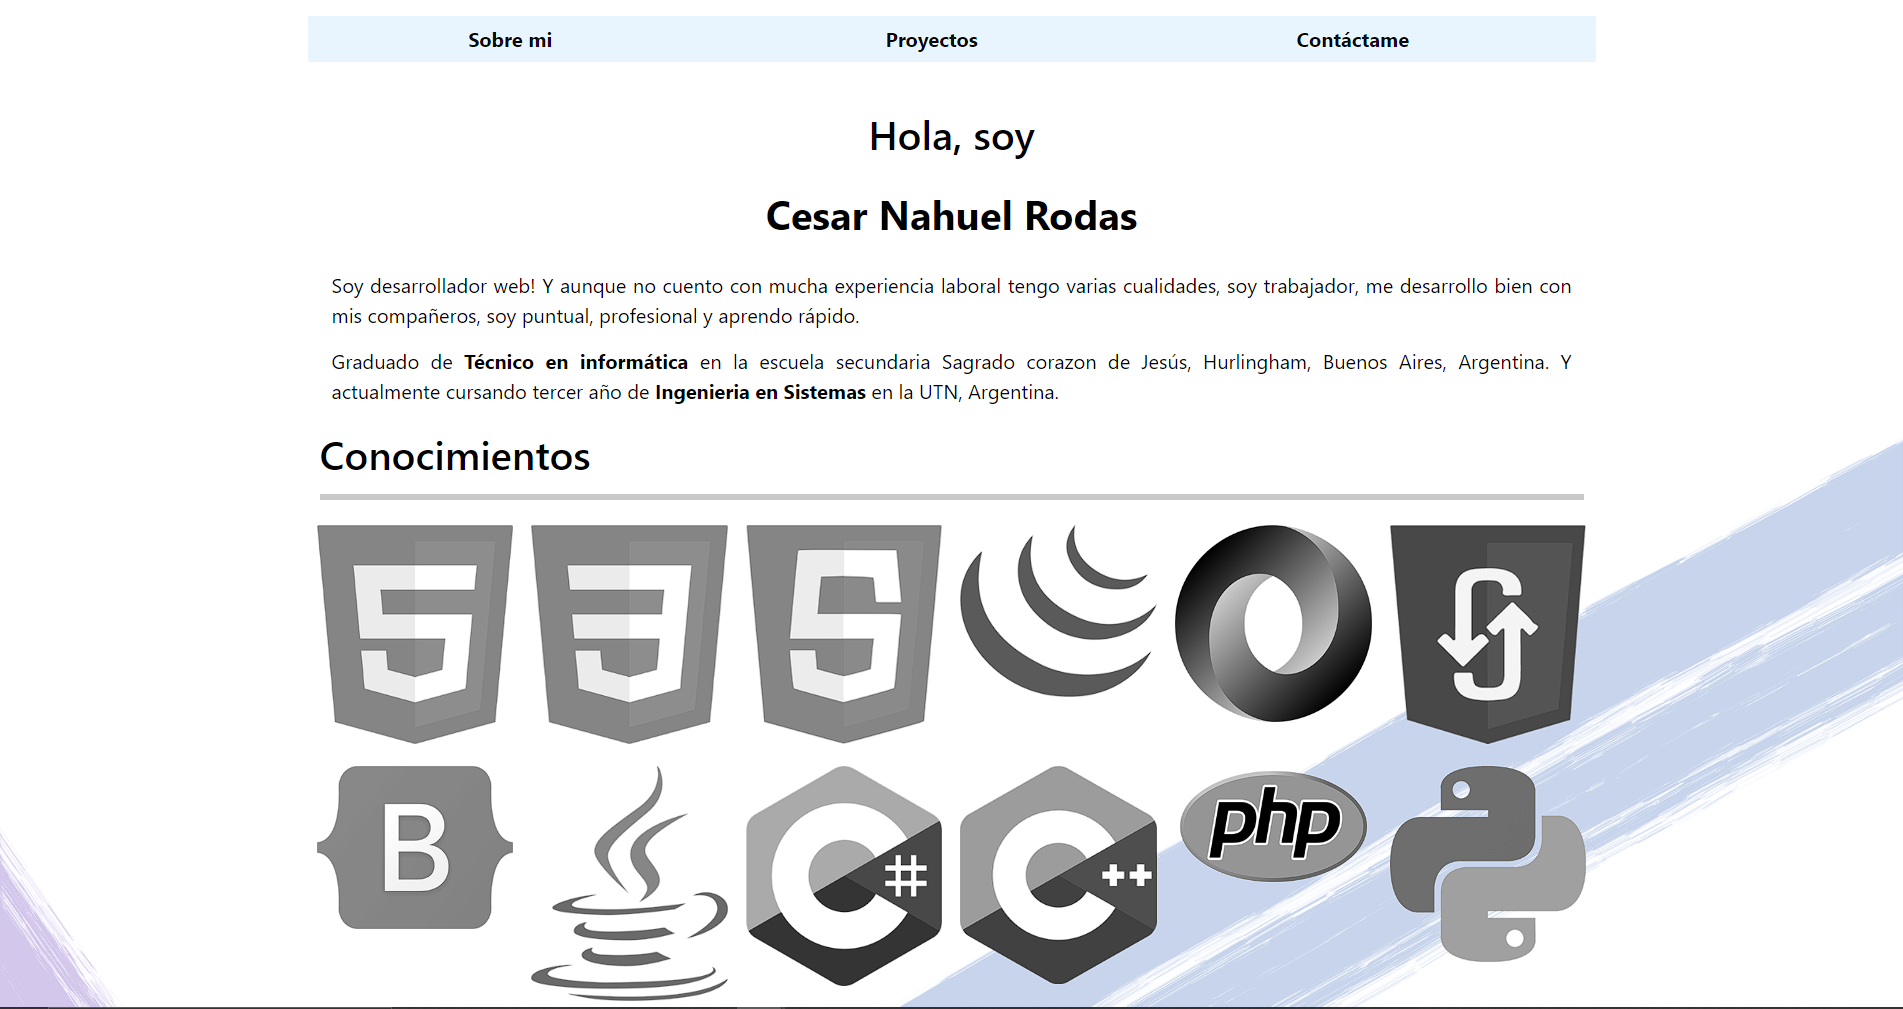 Sobre mi
Proyectos
Contáctame
Hola, soy
Cesar Nahuel Rodas
Soy desarrollador web! Y aunque no cuento con mucha experiencia laboral tengo varias cualidades, soy trabajador, me desarrollo bien con
mis compañeros, soy puntual, profesional y aprendo rápido.
Graduado de Técnico en informática en la escuela secundaria Sagrado corazon de Jesús, Hurlingham, Buenos Aires, Argentina. Y
actualmente cursando tercer año de Ingenieria en Sistemas en la UTN, Argentina.
Conocimientos
5
3
B
C#
C++
php